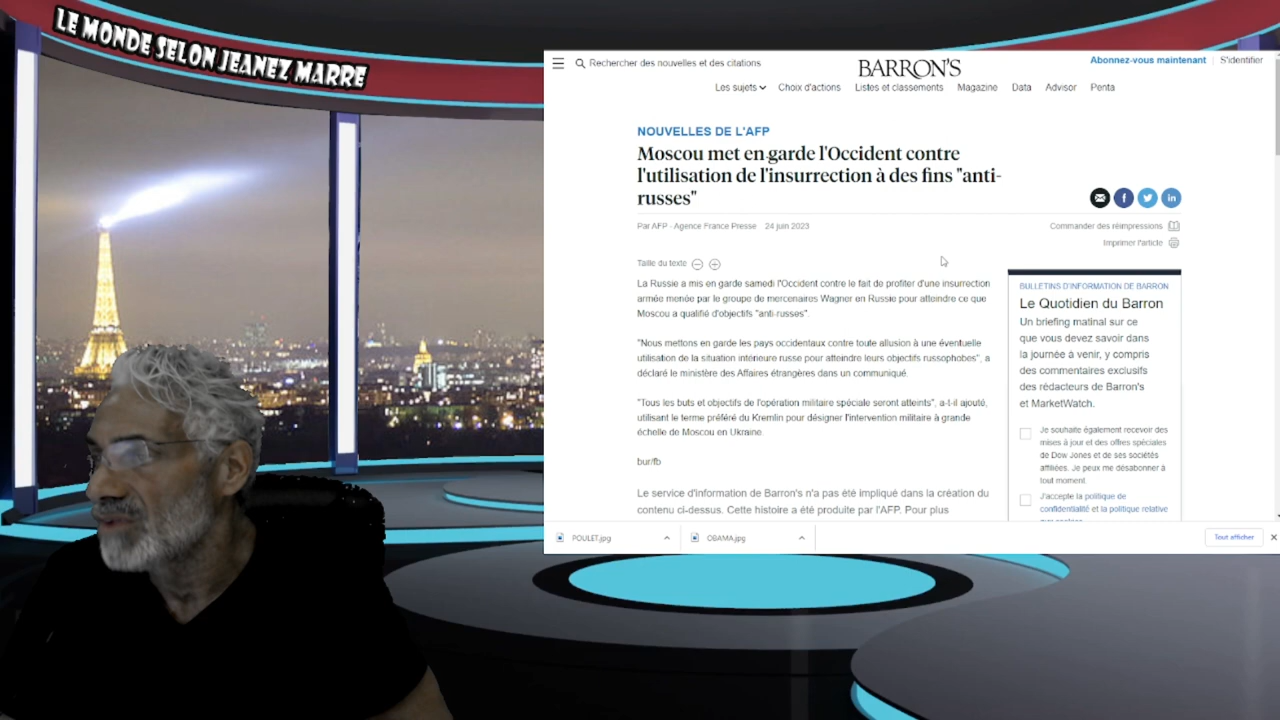 LE MONDE SELON JEANEZ MARRE
Rechercher des nouvelles et des citations
BARRON'S
Abonnez-vous maintenant
S'identifier
Les sujets
Choix d'actions
Listes et classements
Magazine
Data
Advisor
Penta
NOUVELLES DE L'AFP
Moscou met en garde l'Occident contre
l'utilisation de l'insurrection à des fins "anti-
russes"
Par AFP - Agence France Presse
24 juin 2023
Commander des réimpressions
Imprimer l'article
Taille du texte
La Russie a mis en garde samedi l'Occident contre le fait de profiter d'une insurrection
armée menée par le groupe de mercenaires Wagner en Russie pour atteindre ce que
Moscou a qualifié d'objectifs "anti-russes".
"Nous mettons en garde les pays occidentaux contre toute allusion à une éventuelle
utilisation de la situation intérieure russe pour atteindre leurs objectifs russophobes", a
déclaré le ministère des Affaires étrangères dans un communiqué.
"Tous les buts et objectifs de l'opération militaire spéciale seront atteints", a-t-il ajouté,
utilisant le terme préféré du Kremlin pour désigner l'intervention militaire à grande
échelle de Moscou en Ukraine.
bur/fb
Le service d'information de Barron's n'a pas été impliqué dans la création du
contenu ci-dessus. Cette histoire a été produite par l'AFP. Pour plus
BULLETINS D'INFORMATION DE BARRON
Le Quotidien du Barron
Un briefing matinal sur ce
que vous devez savoir dans
la journée à venir, y compris
des commentaires exclusifs
des rédacteurs de Barron's
et MarketWatch.
Je souhaite également recevoir des
mises à jour et des offres spéciales
de Dow Jones et de ses sociétés
affiliées. Je peux me désabonner à
tout moment.
J'accepte la politique de
confidentialité et la politique relative
POULET.jpg
OBAMA.jpg
Tout afficher